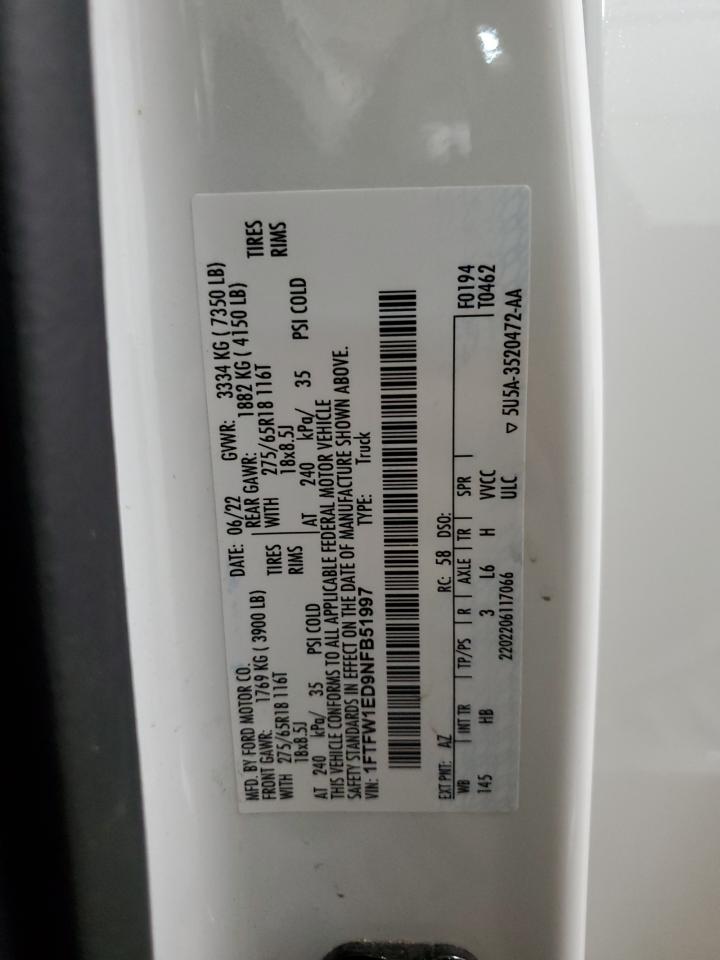 MFD. BY FORD MOTOR CO. DATE: 06/22 GVWR: 3334 KG ( 7350 LB)
FRONT GAWR: 1769 KG ( 3900 LB) REAR GAWR: 1882 KG ( 4150 LB)
WITH 275/65R18 116T TIRES WITH 275/65R18 116T TIRES
18x8.5J RIMS 18x8.5J RIMS
AT 240 kPa/ 35 PSI COLD AT 240 kPa/ 35 PSI COLD
THIS VEHICLE CONFORMS TO ALL APPLICABLE FEDERAL MOTOR VEHICLE
SAFETY STANDARDS IN EFFECT ON THE DATE OF MANUFACTURE SHOWN ABOVE.
VIN: 1FTFW1ED9NFB51997 TYPE: Truck
EXT PNT: AZ RC: 58 DSO: F0194
WB INT TR TP/PS R AXLE TR SPR T0462
145 HB 3 L6 H VVCC
2202206117066 ULC ▽ 5U5A-3520472-AA